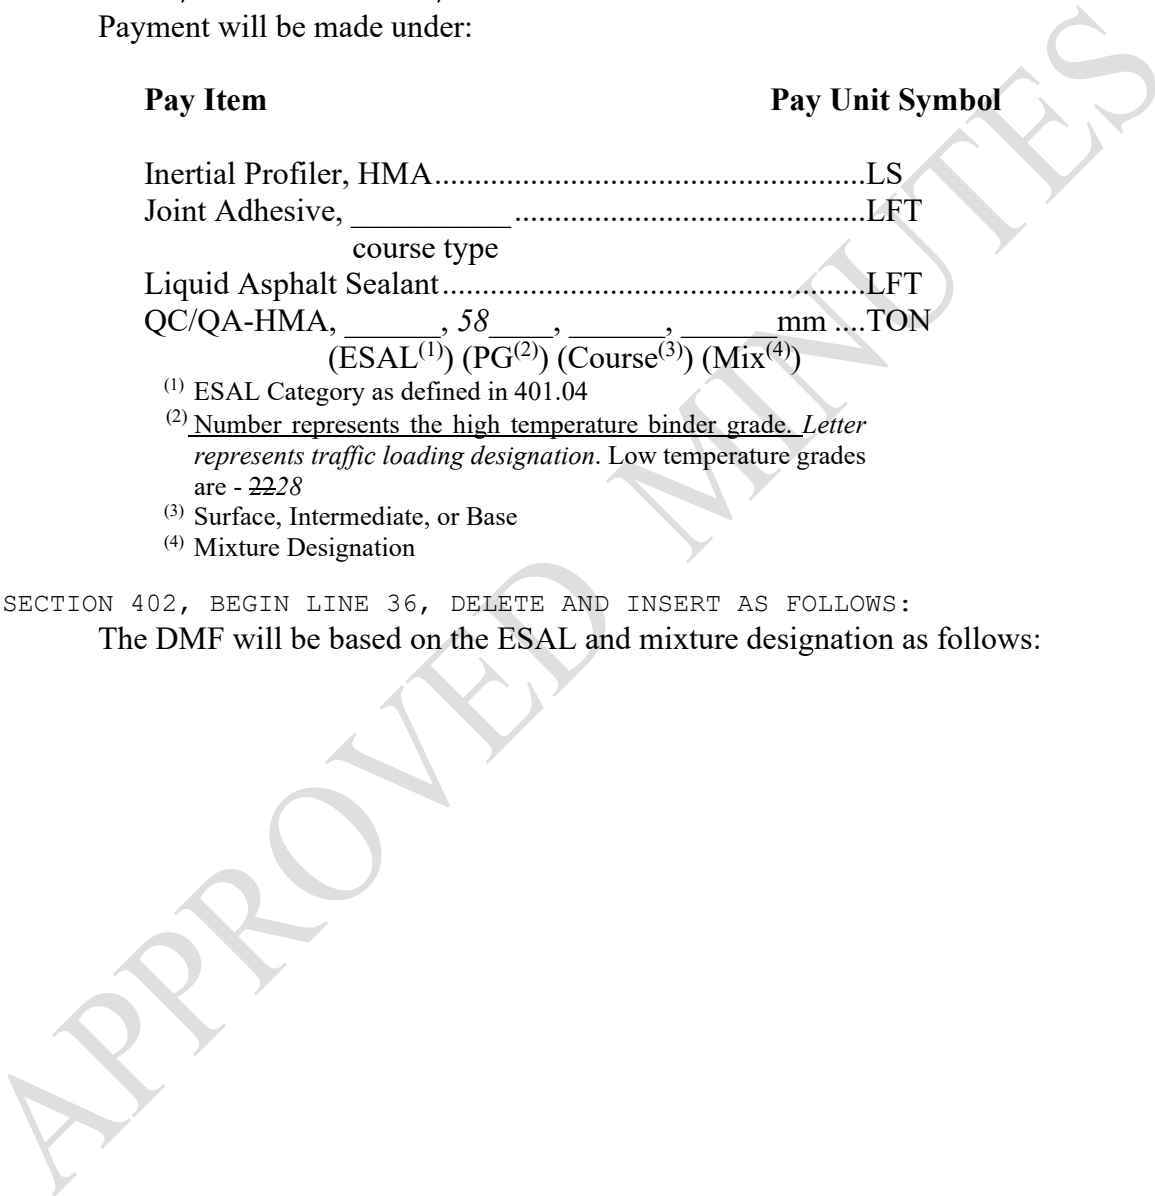 Payment will be made under:
Pay Item Pay Unit Symbol
Inertial Profiler, HMA.....................................................LS
Joint Adhesive, __________ ...........................................LFT
course type
Liquid Asphalt Sealant....................................................LFT
QC/QA-HMA, ______, 58____, ______, ______mm ....TON
(ESAL(1)) (PG(2)) (Course(3)) (Mix(4))
(1) ESAL Category as defined in 401.04
(2) Number represents the high temperature binder grade. Letter
represents traffic loading designation. Low temperature grades
are - 2228
(3) Surface, Intermediate, or Base
(4) Mixture Designation
SECTION 402, BEGIN LINE 36, DELETE AND INSERT AS FOLLOWS:
The DMF will be based on the ESAL and mixture designation as follows:
APPROVED MINUTES